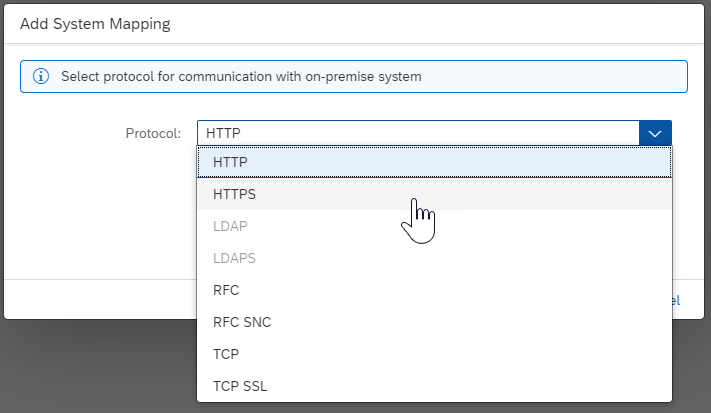 Add System Mapping
Select protocol for communication with on-premise system
Protocol: HTTP
HTTP
HTTPS
LDAP
LDAPS
RFC
RFC SNC
TCP
TCP SSL